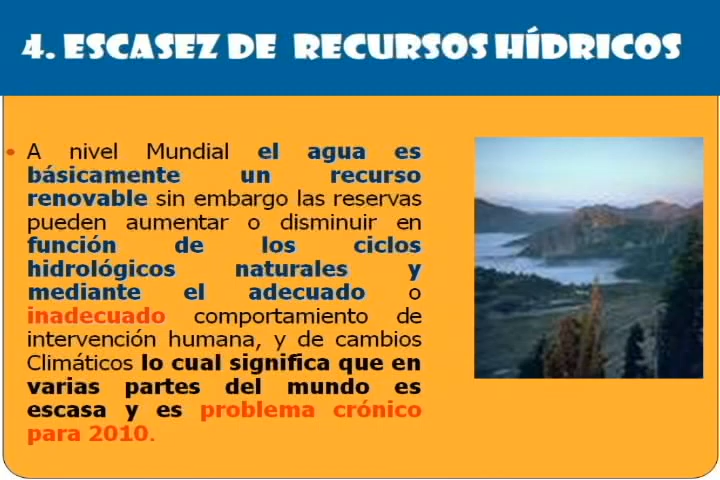 4. ESCASEZ DE RECURSOS HÍDRICOS
• A nivel Mundial el agua es
básicamente un recurso
renovable sin embargo las reservas
pueden aumentar o disminuir en
función de los ciclos
hidrológicos naturales y
mediante el adecuado o
inadecuado comportamiento de
intervención humana, y de cambios
Climáticos lo cual significa que en
varias partes del mundo es
escasa y es problema crónico
para 2010.